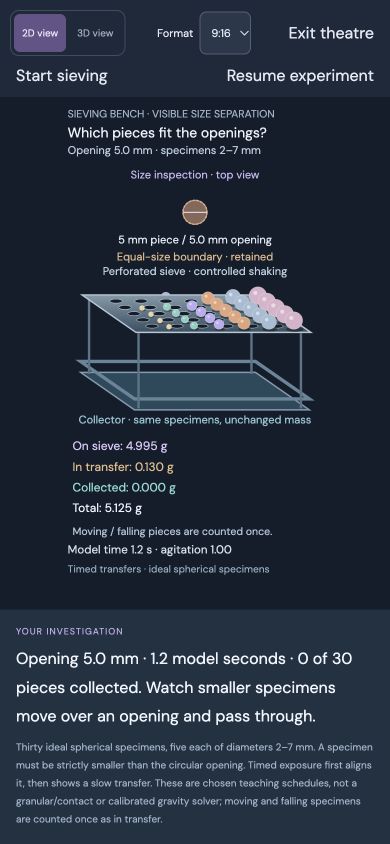 2D view 3D view Format 9:16 Exit theatre
Start sieving Resume experiment
SIEVING BENCH · VISIBLE SIZE SEPARATION
Which pieces fit the openings?
Opening 5.0 mm · specimens 2–7 mm
Size inspection · top view
5 mm piece / 5.0 mm opening
Equal-size boundary · retained
Perforated sieve · controlled shaking
Collector · same specimens, unchanged mass
On sieve: 4.995 g
In transfer: 0.130 g
Collected: 0.000 g
Total: 5.125 g
Moving / falling pieces are counted once.
Model time 1.2 s · agitation 1.00
Timed transfers · ideal spherical specimens
YOUR INVESTIGATION
Opening 5.0 mm · 1.2 model seconds · 0 of 30
pieces collected. Watch smaller specimens
move over an opening and pass through.
Thirty ideal spherical specimens, five each of diameters 2–7 mm. A specimen
must be strictly smaller than the circular opening. Timed exposure first aligns
it, then shows a slow transfer. These are chosen teaching schedules, not a
granular/contact or calibrated gravity solver; moving and falling specimens
are counted once as in transfer.